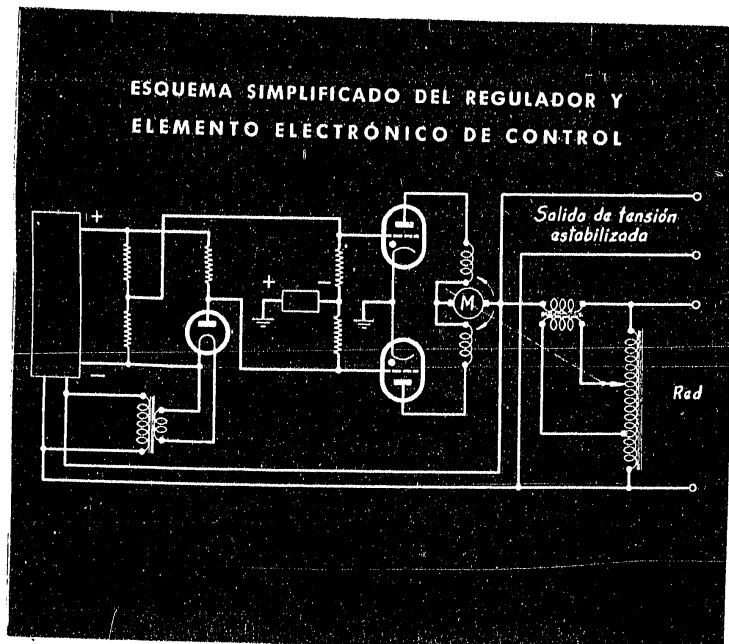 ESQUEMA SIMPLIFICADO DEL REGULADOR Y
ELEMENTO ELECTRÓNICO DE CONTROL
+
Salida de tensión
estabilizada
+
−
M.
−
Red